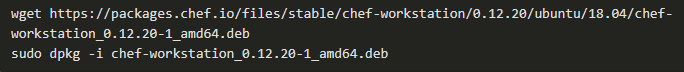 wget https://packages.chef.io/files/stable/chef-workstation/0.12.20/ubuntu/18.04/chef-
workstation_0.12.20-1_amd64.deb
sudo dpkg -i chef-workstation_0.12.20-1_amd64.deb